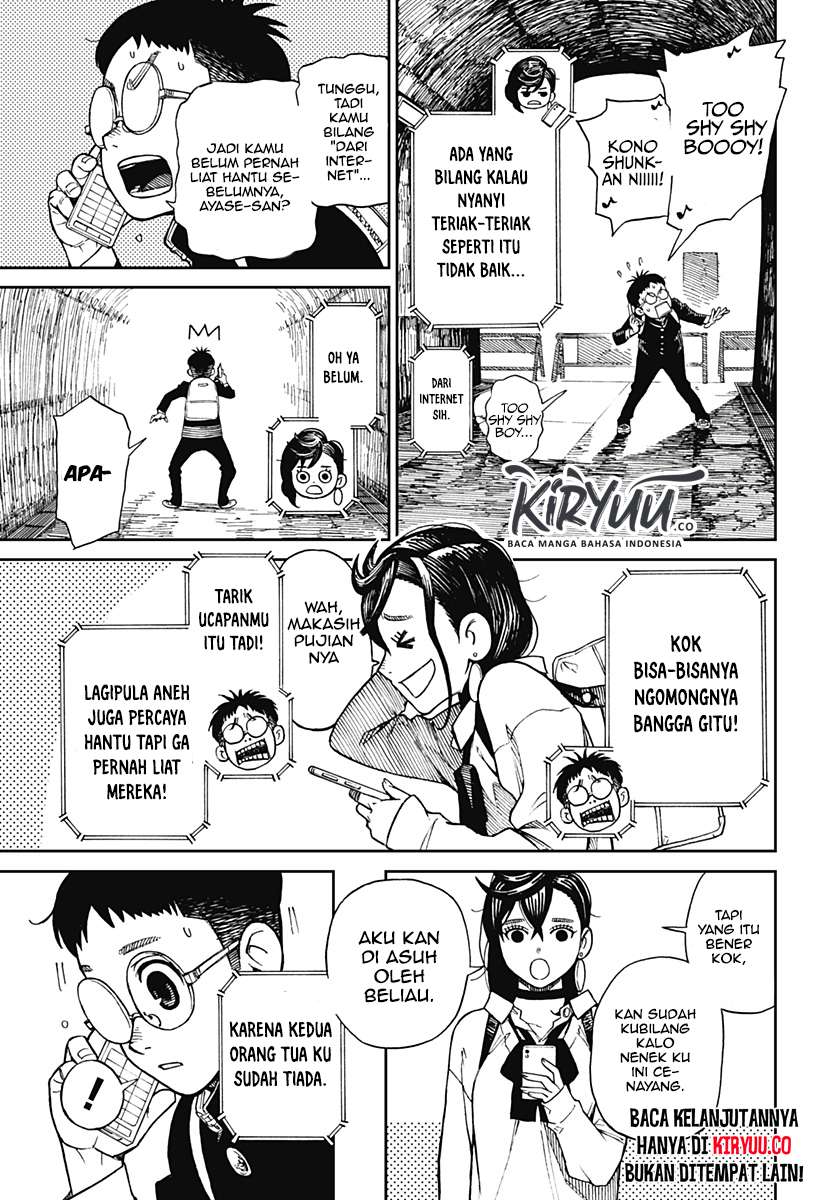 TOO
SHY SHY
BOOOY!
KONO
SHUNK-
AN NIIIII!
ADA YANG
BILANG KALAU
NYANYI
TERIAK-TERIAK
SEPERTI ITU
TIDAK BAIK...
DARI
INTERNET
SIH.
TOO
SHY SHY
BOY...
TUNGGU,
TADI
KAMU
BILANG
"DARI
INTER-
NET"...
JADI KAMU
BELUM PERNAH
LIAT HANTU SE-
BELUMNYA,
AYASE-SAN?
OH YA
BELUM.
APA-
KIRYUU.CO
BACA MANGA BAHASA INDONESIA
KOK
BISA-BISANYA
NGOMONGNYA
BANGGA GITU!
WAH,
MAKASIH
PUJIAN
NYA
TARIK
UCAPANMU
ITU TADI!
LAGIPULA ANEH
JUGA PERCAYA
HANTU TAPI GA
PERNAH LIAT
MEREKA!
TAPI
YANG ITU
BENER
KOK,
KAN SUDAH
KUBILANG
KALO
NENEK KU
INI CE-
NAYANG.
AKU KAN
DI ASUH
OLEH
BELIAU.
KARENA KEDUA
ORANG TUA KU
SUDAH TIADA.
!
BACA KELANJUTANNYA
HANYA DI KIRYUU.CO
BUKAN DITEMPAT LAIN!